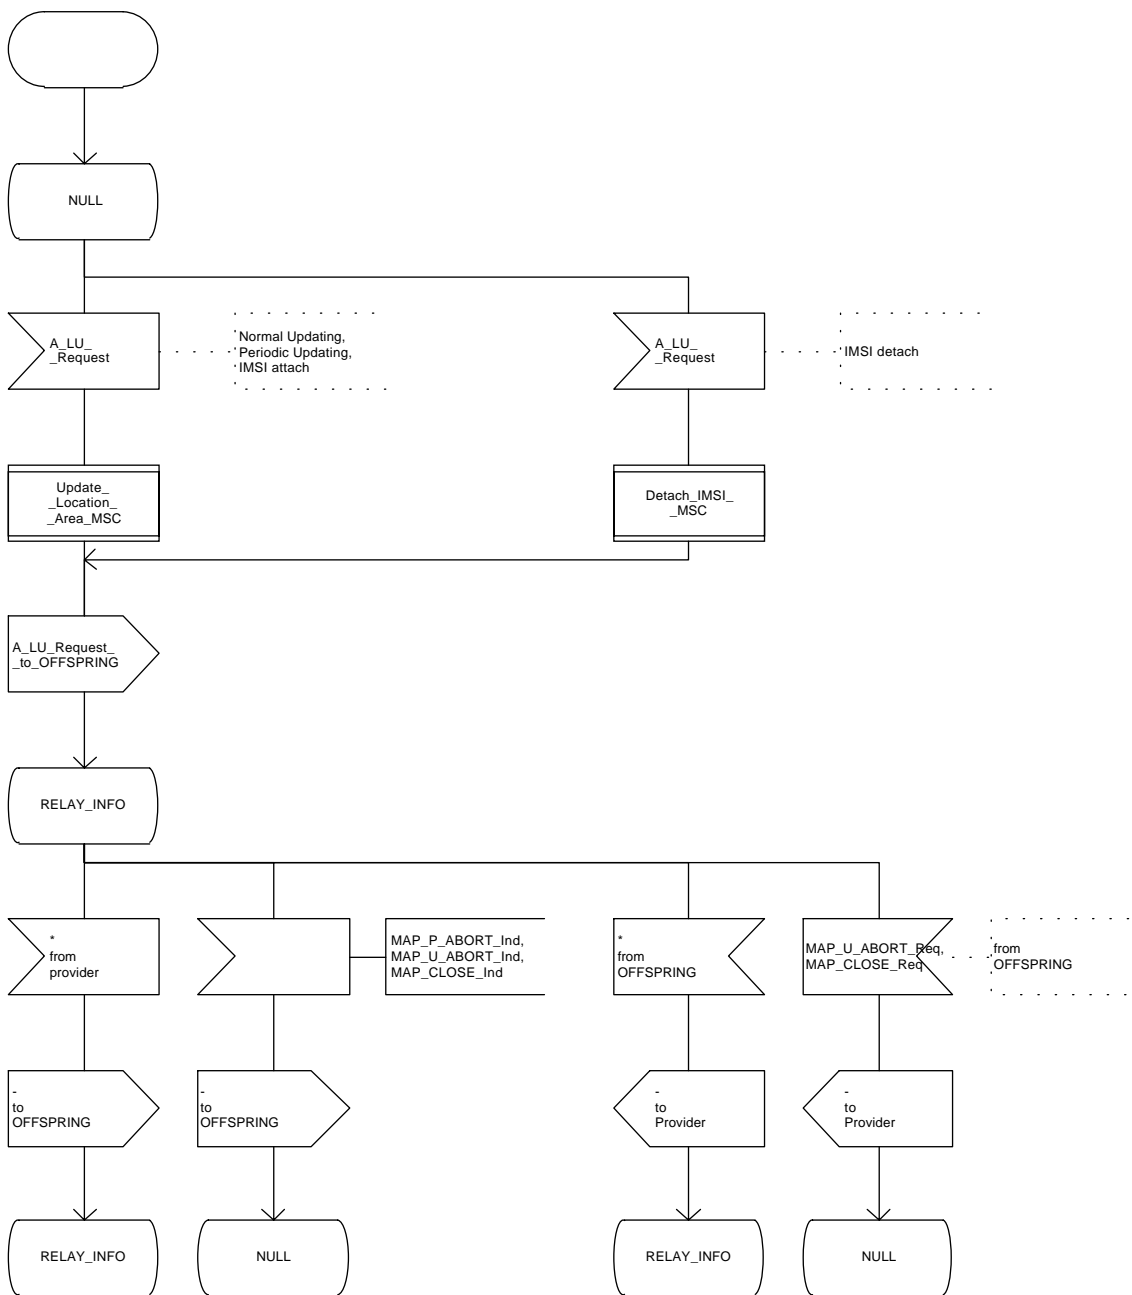 NULL
A_LU_
_Request
Normal Updating,
Periodic Updating,
IMSI attach
A_LU_
_Request
IMSI detach
Update_
_Location_
_Area_MSC
Detach_IMSI_
_MSC
A_LU_Request_
_to_OFFSPRING
RELAY_INFO
*
from
provider
MAP_P_ABORT_Ind,
MAP_U_ABORT_Ind,
MAP_CLOSE_Ind
*
from
OFFSPRING
MAP_U_ABORT_Req,
MAP_CLOSE_Req
from
OFFSPRING
-
to
OFFSPRING
-
to
OFFSPRING
-
to
Provider
-
to
Provider
RELAY_INFO
NULL
RELAY_INFO
NULL